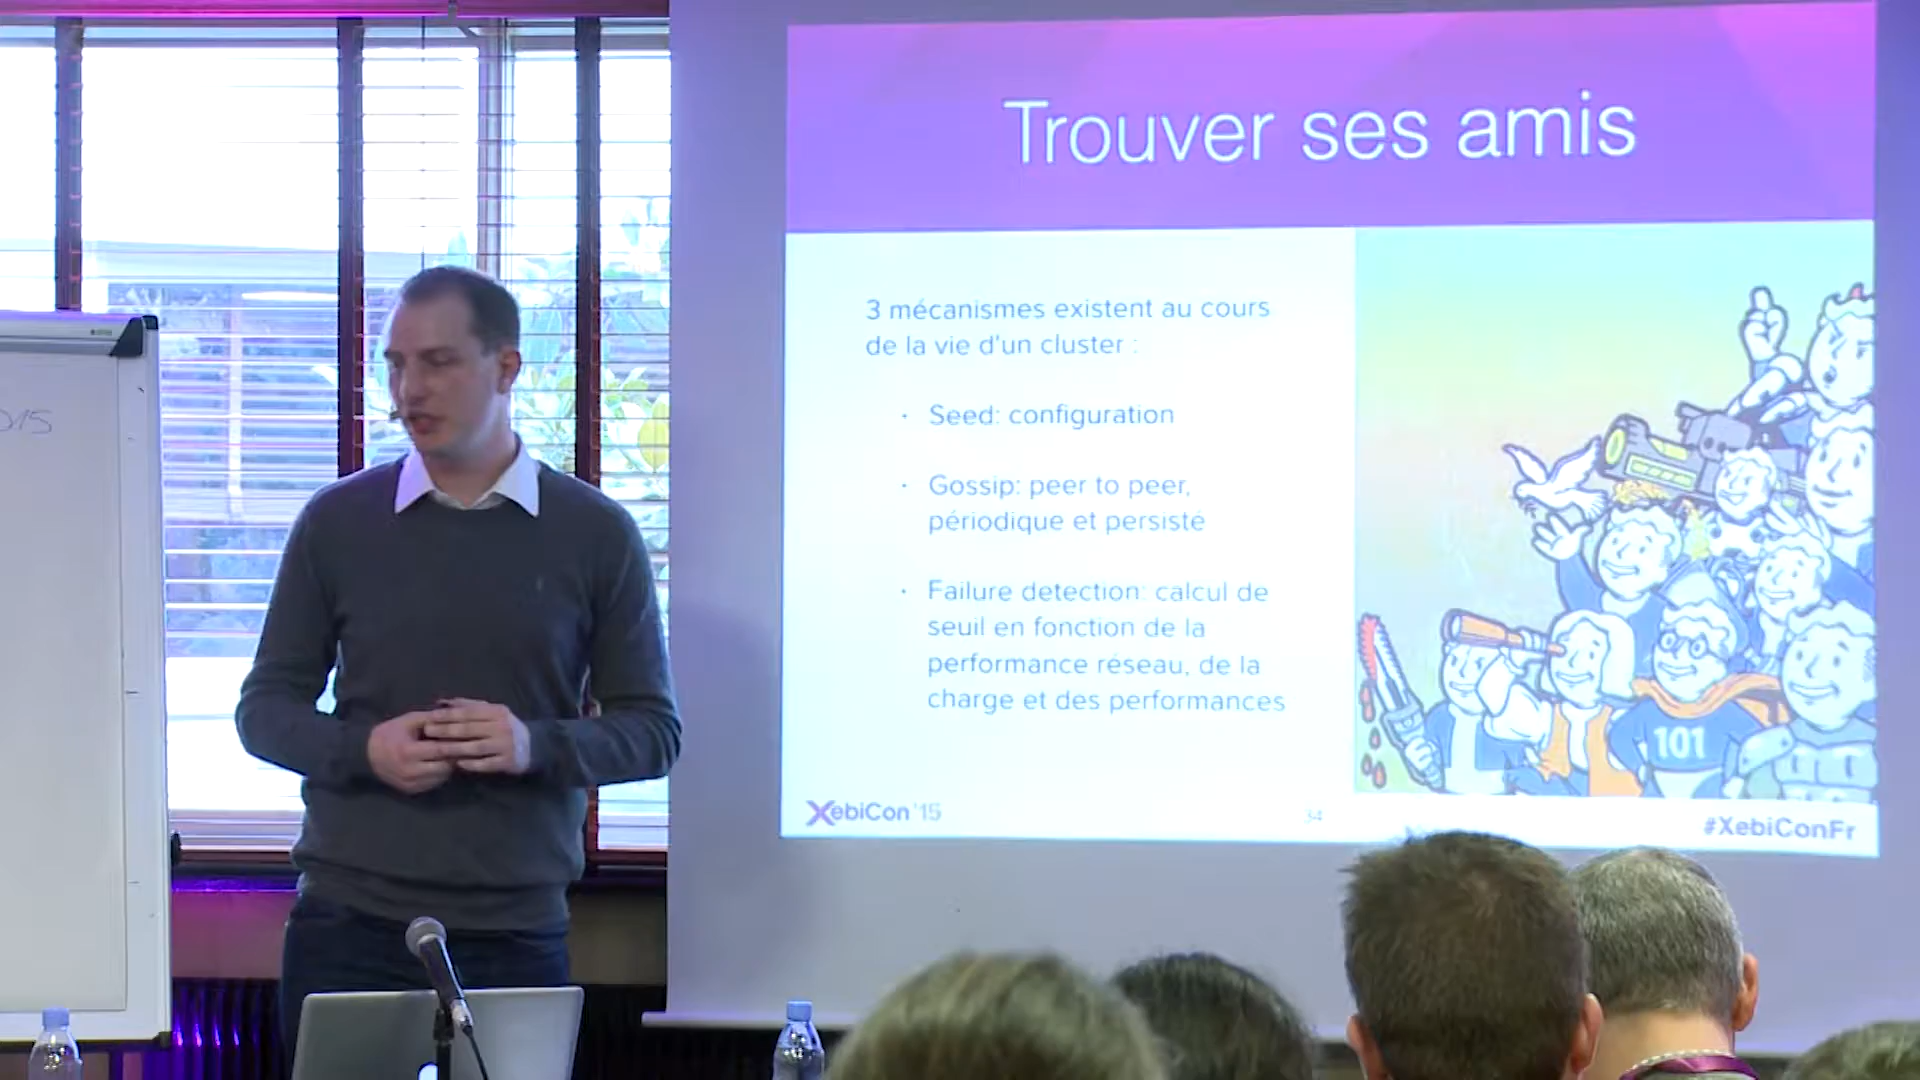 Trouver ses amis
3 mécanismes existent au cours
de la vie d'un cluster :
· Seed: configuration
· Gossip: peer to peer,
périodique et persisté
· Failure detection: calcul de
seuil en fonction de la
performance réseau, de la
charge et des performances
101
XebiCon'15
34
#XebiConFr